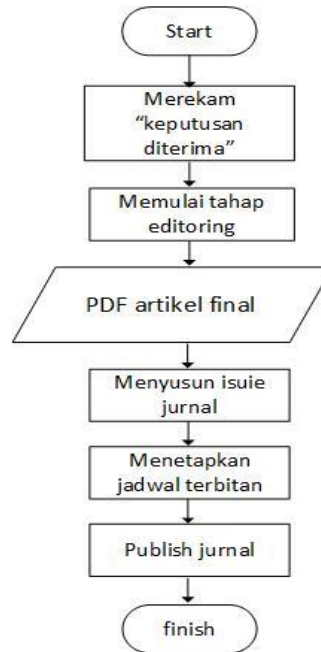 Start
Merekam
“keputusan
diterima”
Memulai tahap
editoring
PDF artikel final
Menyusun isuie
jurnal
Menetapkan
jadwal terbitan
Publish jurnal
finish